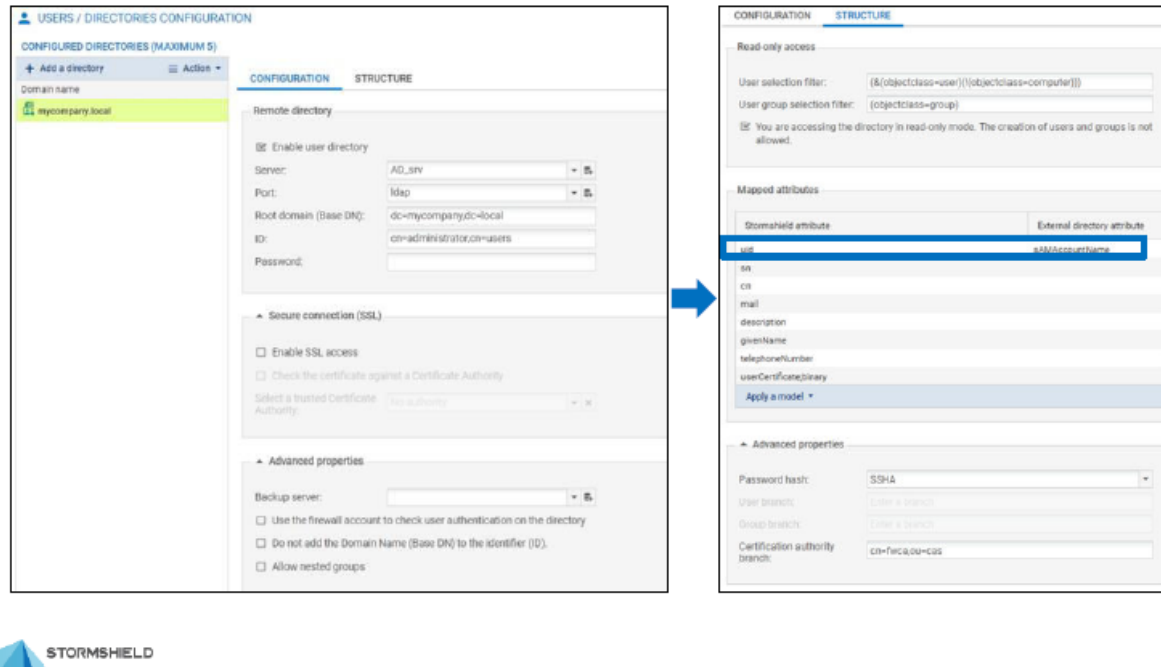 USERS / DIRECTORIES CONFIGURATION
CONFIGURED DIRECTORIES (MAXIMUM 5)
+ Add a directory
Action
Domain name
mycompany.local
CONFIGURATION
STRUCTURE
Remote directory
Enable user directory
Server:
AD_srv
Port:
ldap
Root domain (Base DN):
dc=mycompany,dc=local
ID:
cn=administrator,cn=users
Password:
Secure connection (SSL)
Enable SSL access
Check the certificate against a Certificate Authority
Select a trusted Certificate
Authority:
No authority
Advanced properties
Backup server:
Use the firewall account to check user authentication on the directory
Do not add the Domain Name (Base DN) to the identifier (ID).
Allow nested groups
CONFIGURATION
STRUCTURE
Read-only access
User selection filter:
(&(objectclass=user)(!(objectclass=computer)))
User group selection filter:
(objectclass=group)
You are accessing the directory in read-only mode. The creation of users and groups is not
allowed.
Mapped attributes
Stormshield attribute
External directory attribute
uid
sAMAccountName
sn
cn
mail
description
givenName
telephoneNumber
userCertificate;binary
Apply a model
Advanced properties
Password hash:
SSHA
User branch:
Enter a branch
Group branch:
Enter a branch
Certification authority
branch:
cn=fwca,ou=cas
STORMSHIELD